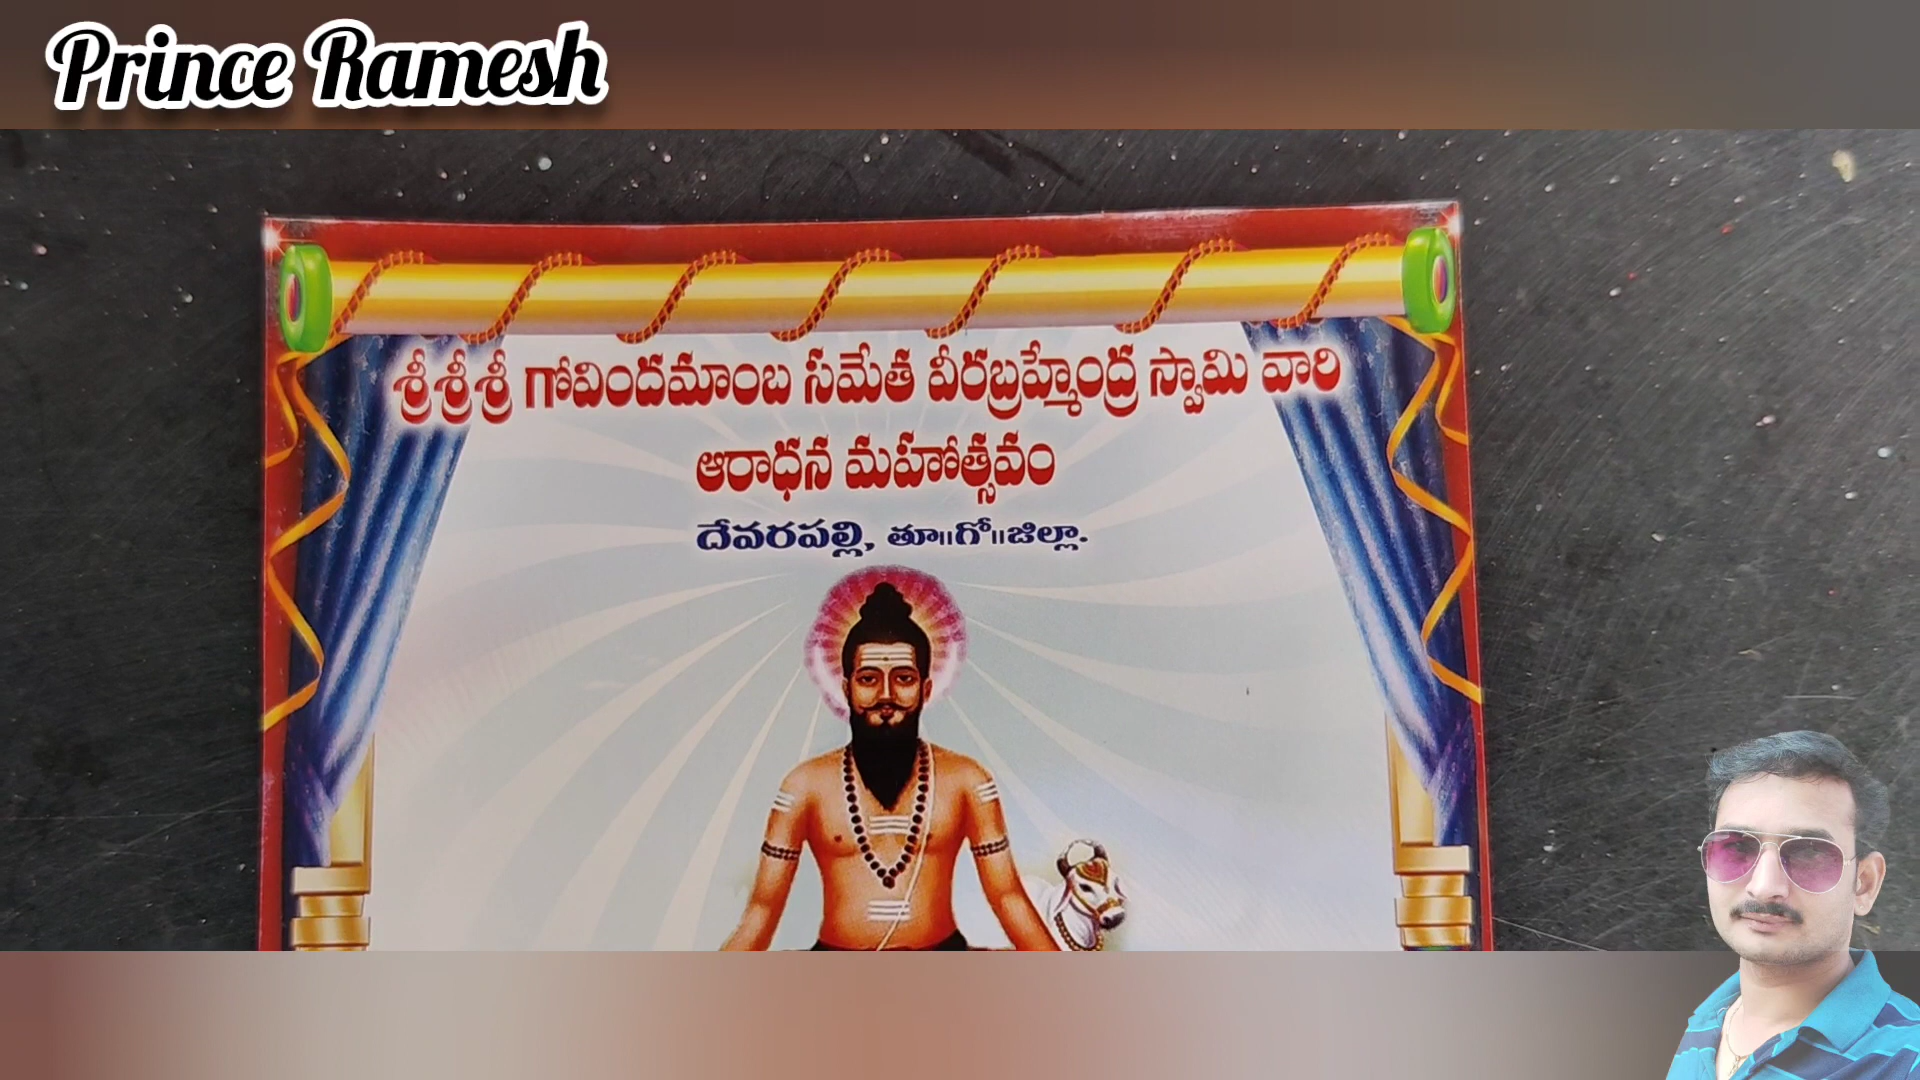 Prince Ramesh
శ్రీశ్రీశ్రీ గోవిందమాంబ సమేత వీరబ్రహ్మేంద్ర స్వామి వారి
ఆరాధన మహోత్సవం
దేవరపల్లి, తూ॥గో॥జిల్లా.